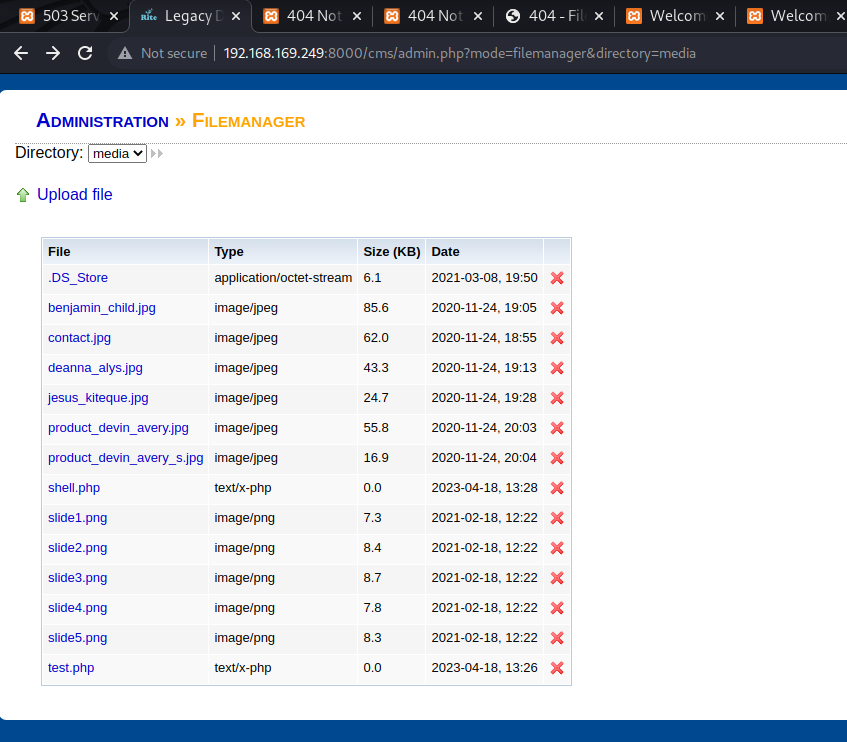 503 Serv Rite Legacy D 404 Not 404 Not 404 - File Welcom Welcom
Not secure 192.168.169.249:8000/cms/admin.php?mode=filemanager&directory=media
Administration » Filemanager
Directory: media
Upload file
File Type Size (KB) Date
.DS_Store application/octet-stream 6.1 2021-03-08, 19:50
benjamin_child.jpg image/jpeg 85.6 2020-11-24, 19:05
contact.jpg image/jpeg 62.0 2020-11-24, 18:55
deanna_alys.jpg image/jpeg 43.3 2020-11-24, 19:13
jesus_kiteque.jpg image/jpeg 24.7 2020-11-24, 19:28
product_devin_avery.jpg image/jpeg 55.8 2020-11-24, 20:03
product_devin_avery_s.jpg image/jpeg 16.9 2020-11-24, 20:04
shell.php text/x-php 0.0 2023-04-18, 13:28
slide1.png image/png 7.3 2021-02-18, 12:22
slide2.png image/png 8.4 2021-02-18, 12:22
slide3.png image/png 8.7 2021-02-18, 12:22
slide4.png image/png 7.8 2021-02-18, 12:22
slide5.png image/png 8.3 2021-02-18, 12:22
test.php text/x-php 0.0 2023-04-18, 13:26